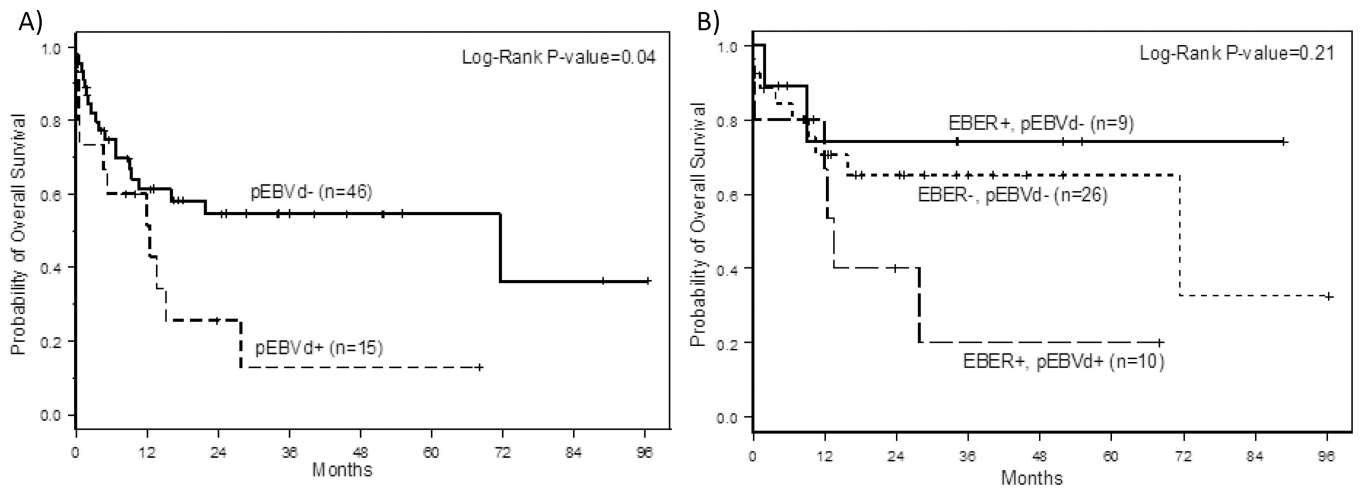 A)
Log-Rank P-value=0.04
Probability of Overall Survival
1.0
0.8
0.6
0.4
0.2
0.0
pEBVd- (n=46)
pEBVd+ (n=15)
0 12 24 36 48 60 72 84 96
Months
B)
Log-Rank P-value=0.21
Probability of Overall Survival
1.0
0.8
0.6
0.4
0.2
0.0
EBER+, pEBVd- (n=9)
EBER-, pEBVd- (n=26)
EBER+, pEBVd+ (n=10)
0 12 24 36 48 60 72 84 96
Months